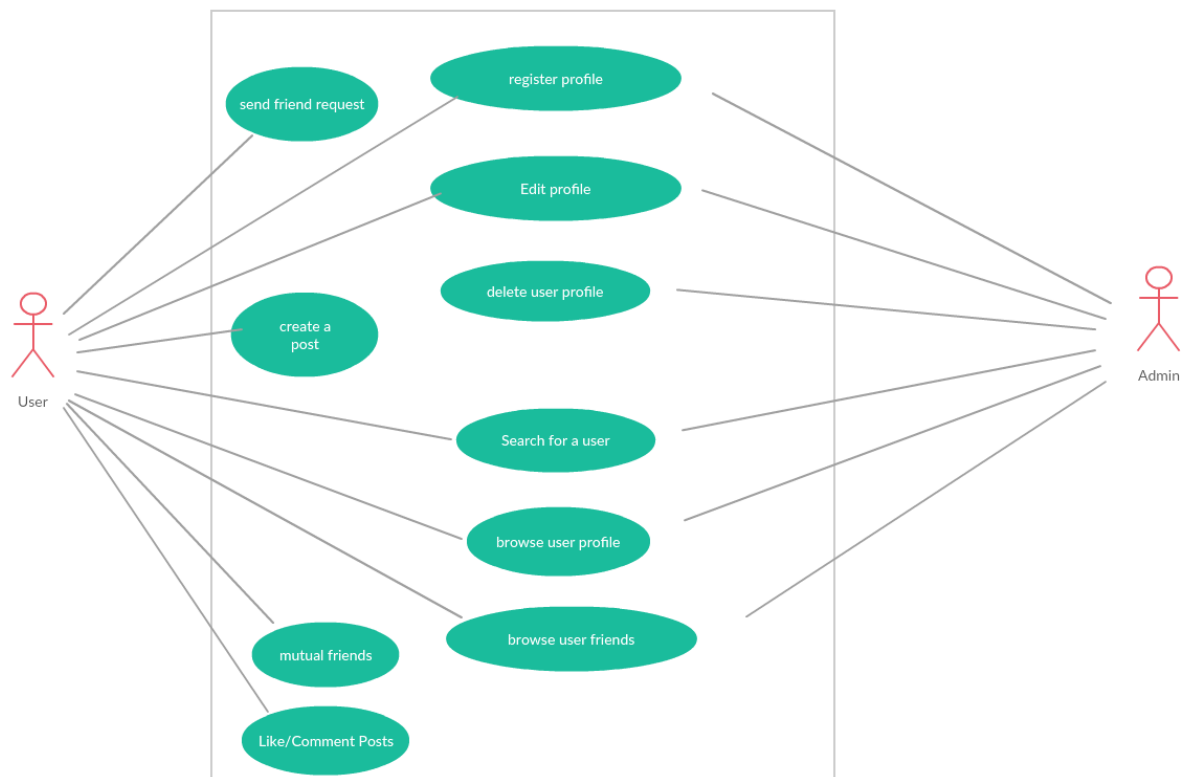 register profile
send friend request
Edit profile
delete user profile
create a
post
User
Admin
Search for a user
browse user profile
browse user friends
mutual friends
Like/Comment Posts